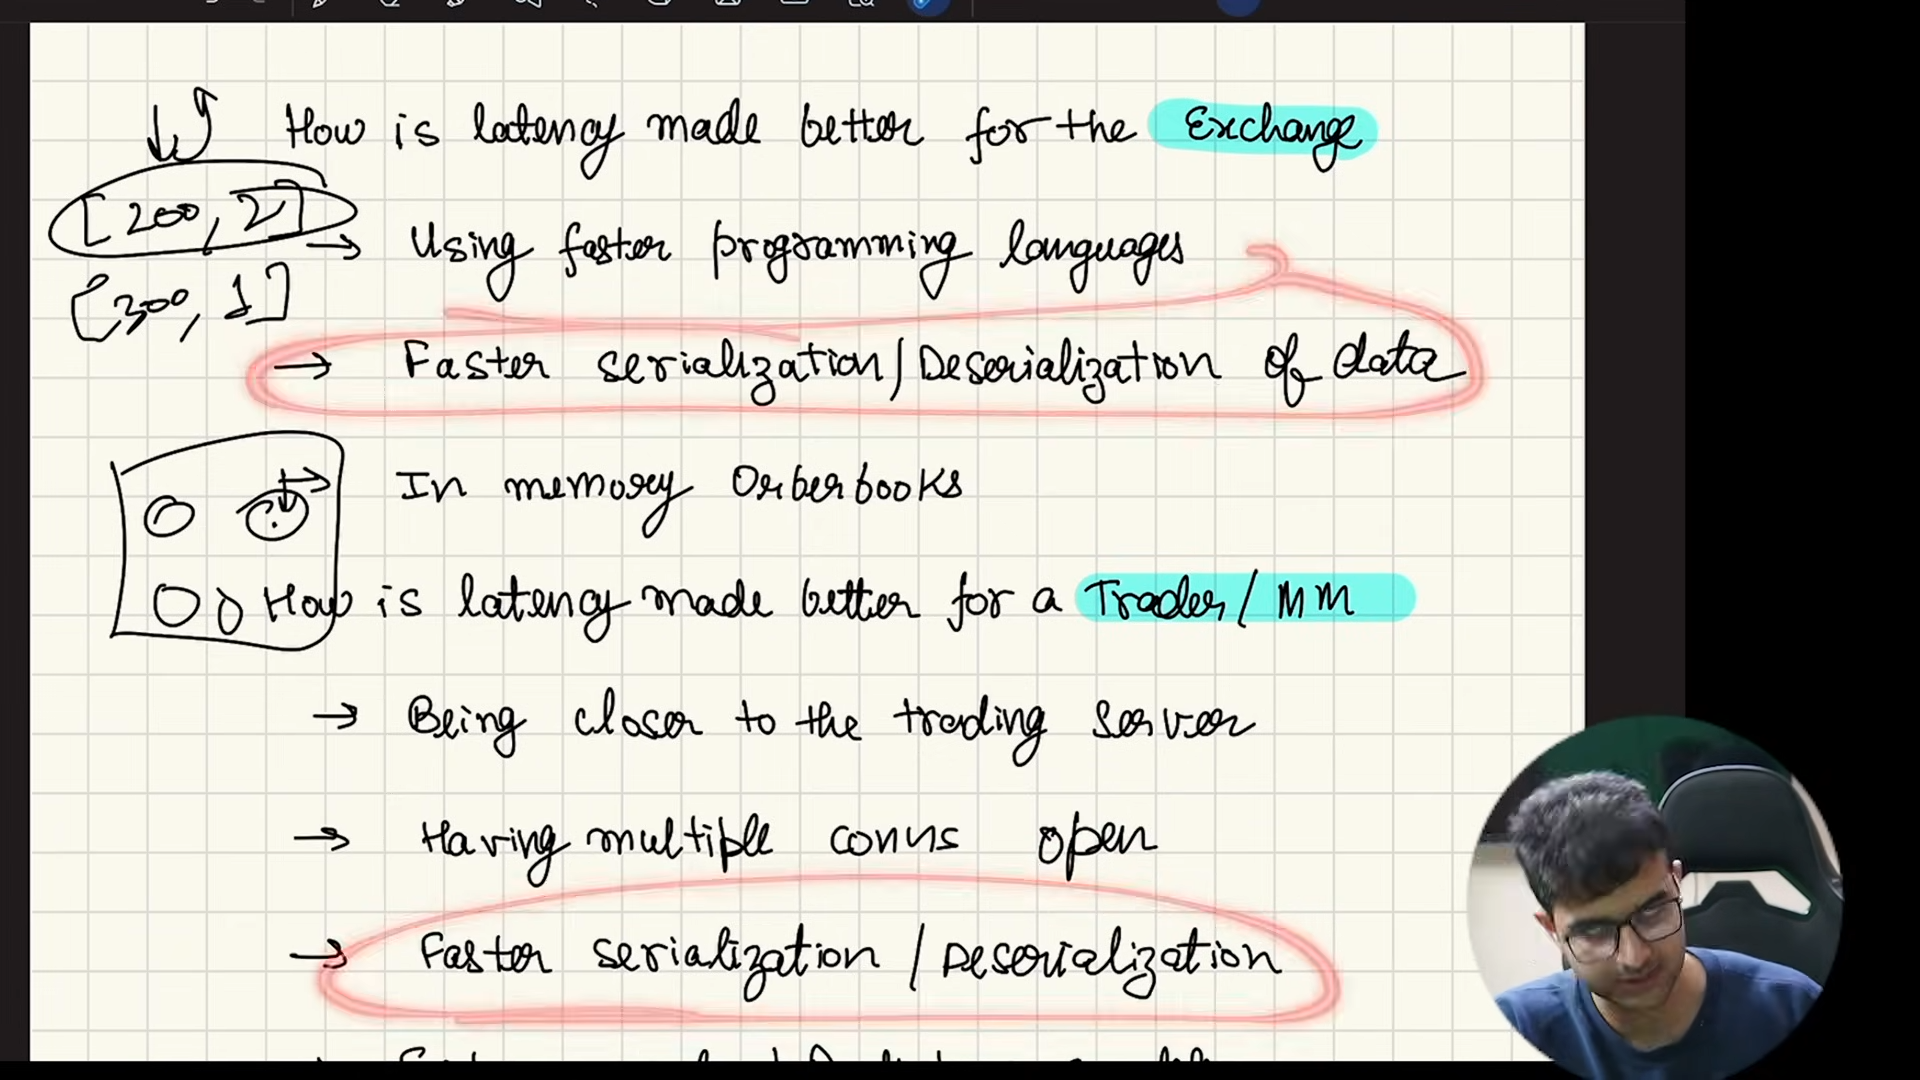 How is latency made better for the Exchange
[200, 2]
→ Using faster programming languages
[300, 1]
→ Faster serialization/Deserialization of data
→ In memory Orberbooks
How is latency made better for a Trader/MM
→ Being closer to the trading server
→ Having multiple conns open
→ Faster serialization / Deserialization